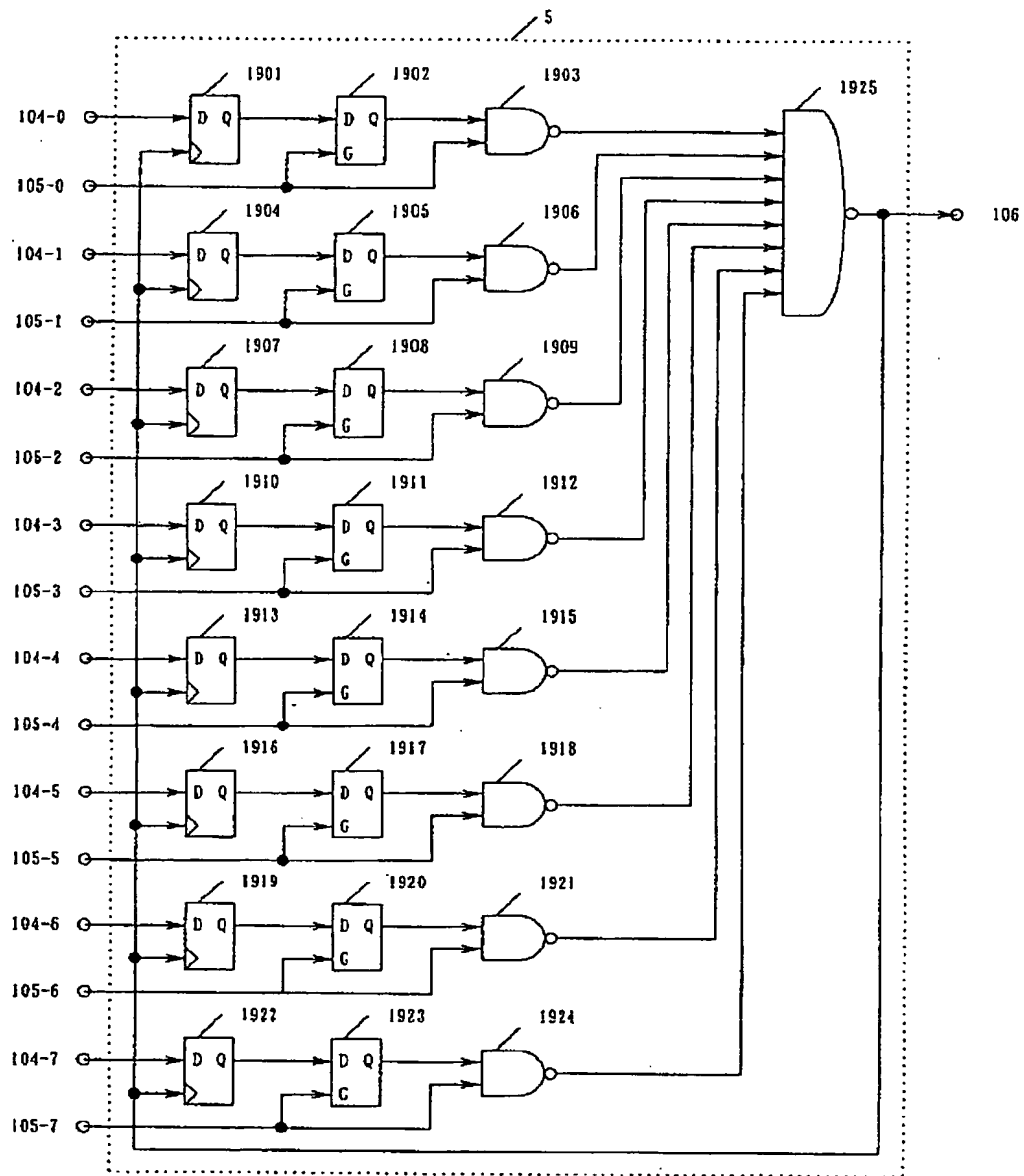 5
1901 1902 1903 1925
104-0 D Q D Q
G
105-0
106
1904 1905 1906
104-1 D Q D Q
G
105-1
1907 1908 1909
104-2 D Q D Q
G
105-2
1910 1911 1912
104-3 D Q D Q
G
105-3
1913 1914 1915
104-4 D Q D Q
G
105-4
1916 1917 1918
104-5 D Q D Q
G
105-5
1919 1920 1921
104-6 D Q D Q
G
105-6
1922 1923 1924
104-7 D Q D Q
G
105-7